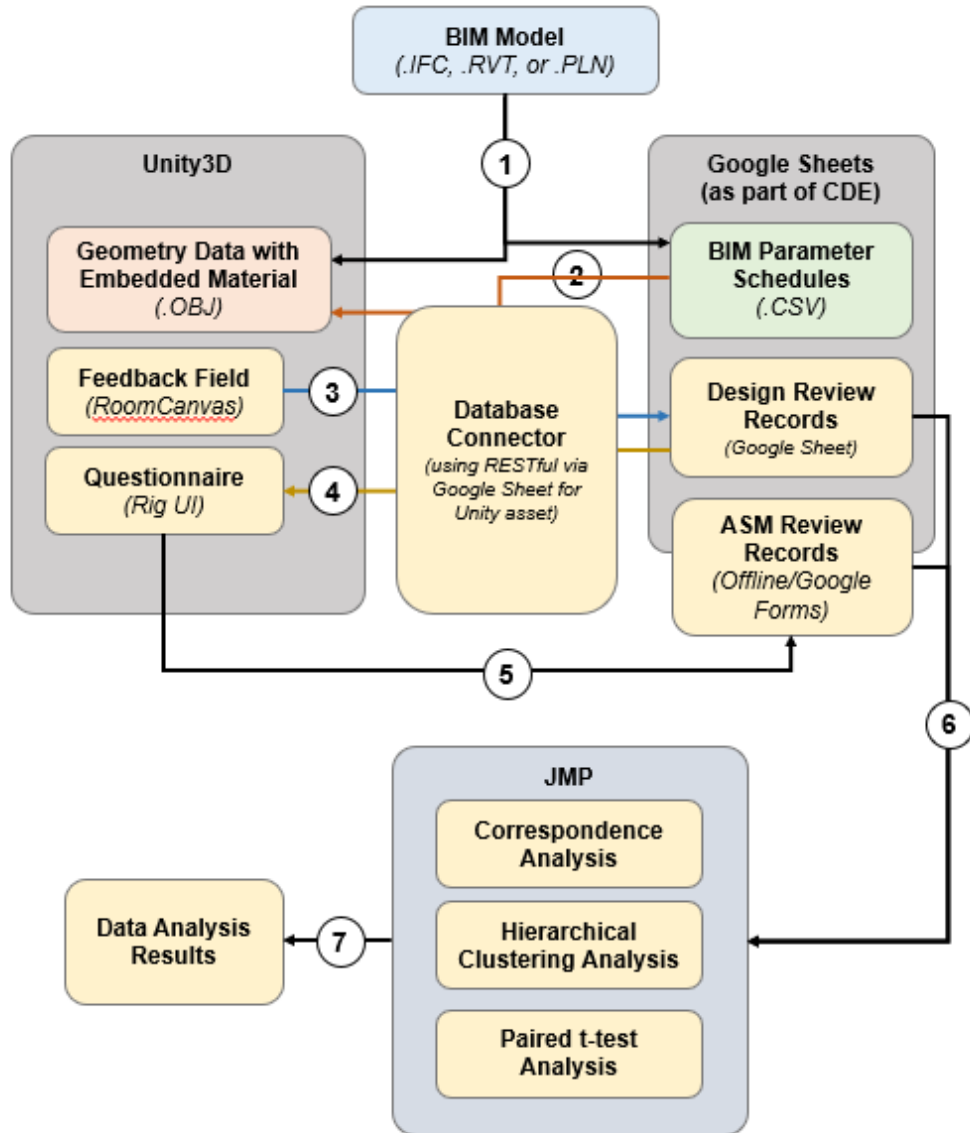 BIM Model
(.IFC, .RVT, or .PLN)
1
Unity3D
Google Sheets
(as part of CDE)
Geometry Data with
Embedded Material
(.OBJ)
2
BIM Parameter
Schedules
(.CSV)
Feedback Field
(RoomCanvas)
3
Database
Connector
(using RESTful via
Google Sheet for
Unity asset)
Design Review
Records
(Google Sheet)
Questionnaire
(Rig UI)
4
ASM Review
Records
(Offline/Google
Forms)
5
6
JMP
Correspondence
Analysis
Hierarchical
Clustering Analysis
Paired t-test
Analysis
7
Data Analysis
Results